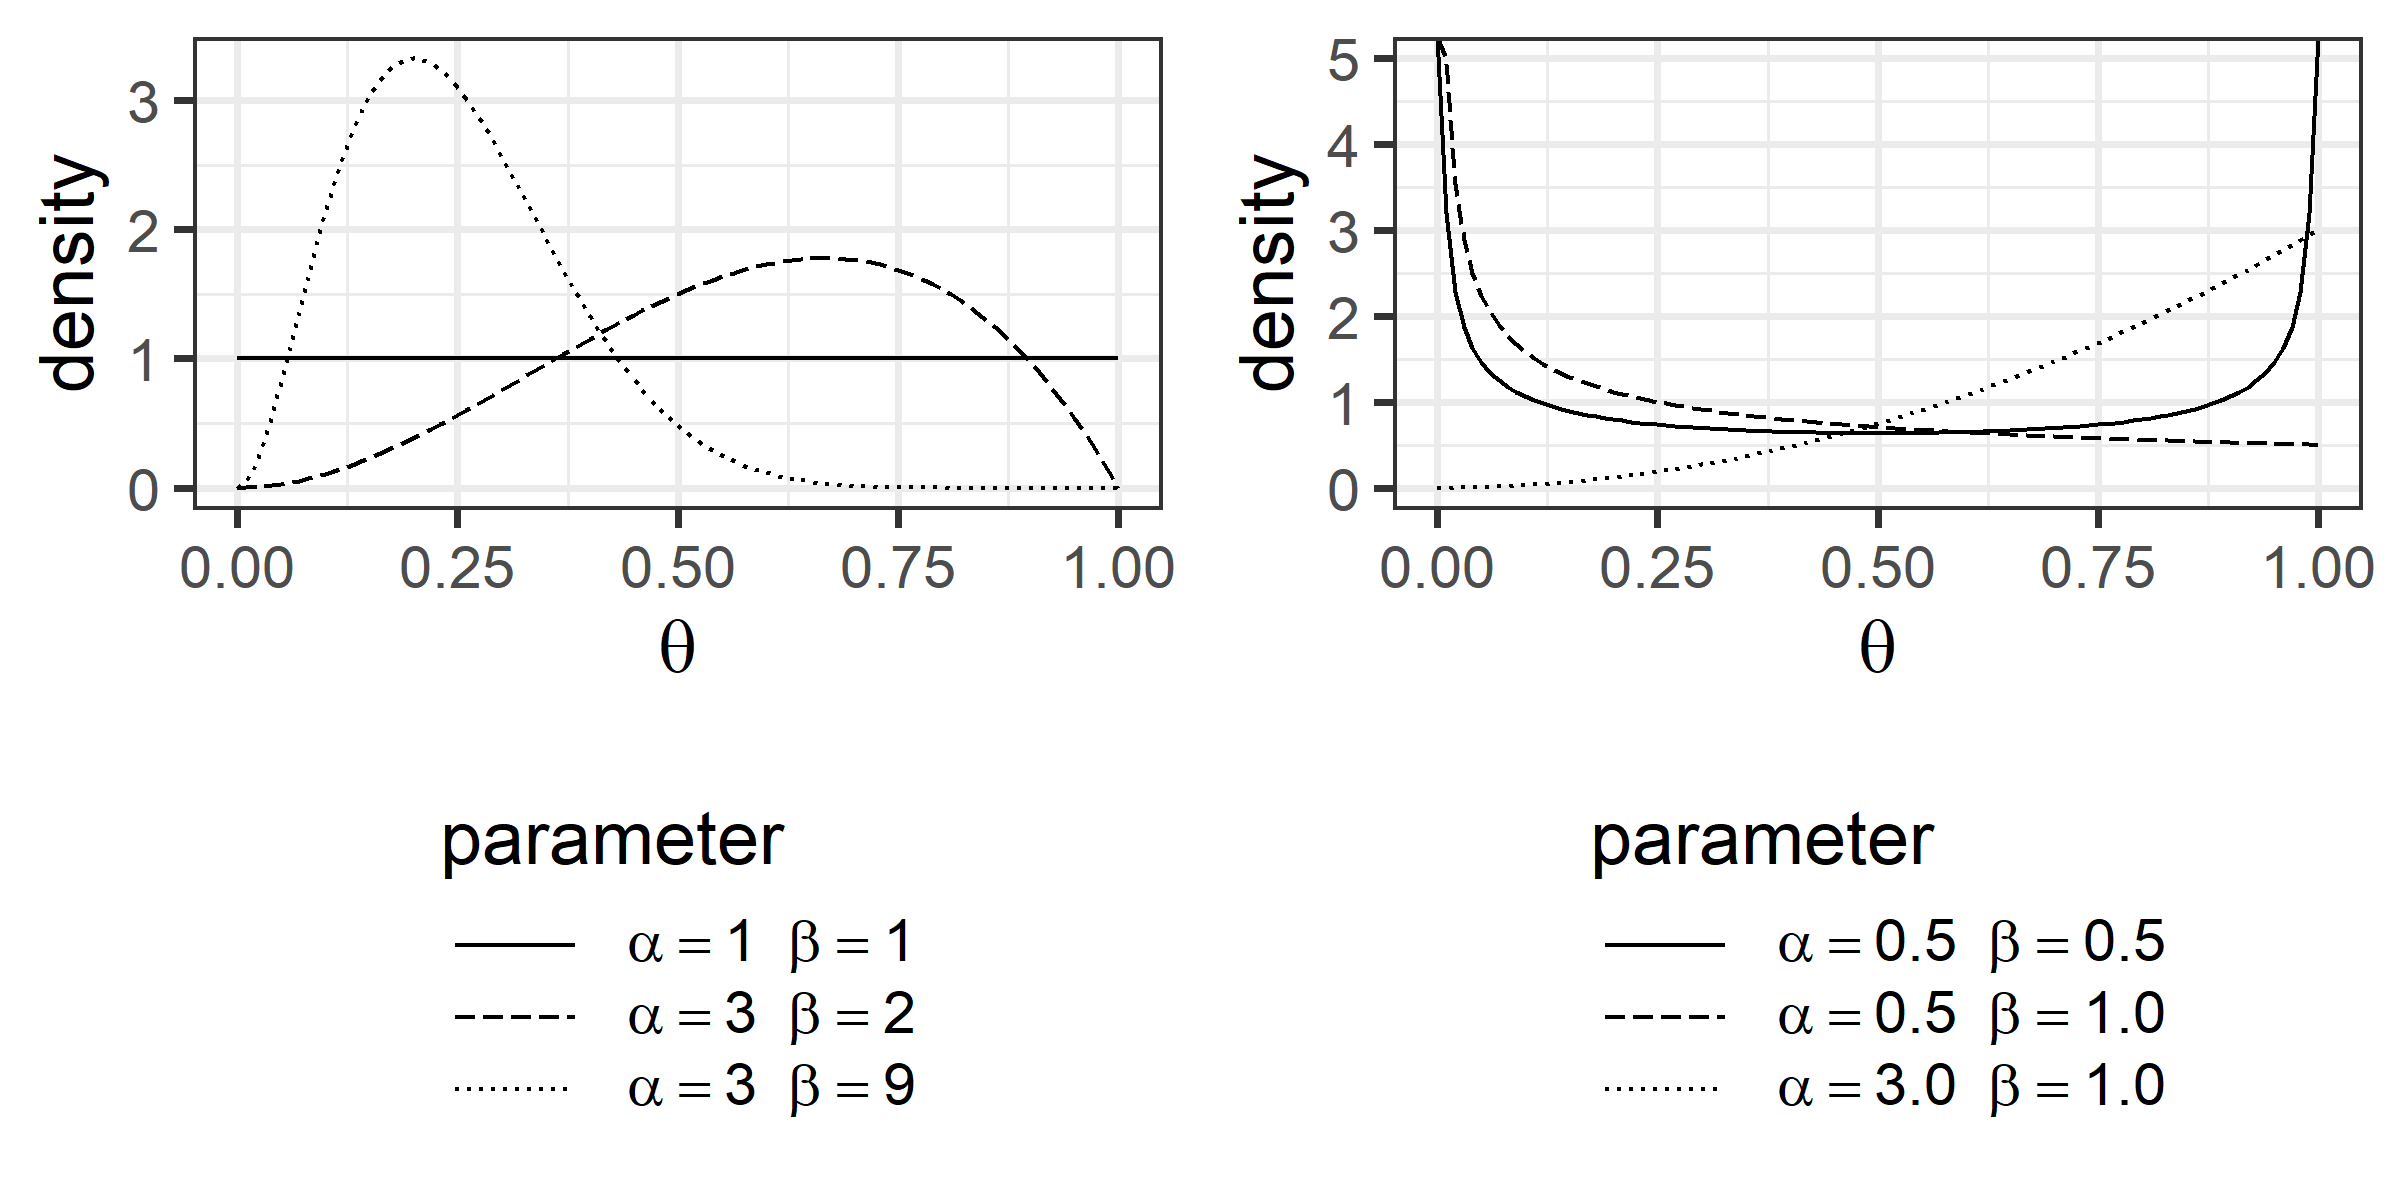 density
3
2
1
0
0.00 0.25 0.50 0.75 1.00
θ
parameter
α = 1 β = 1
α = 3 β = 2
α = 3 β = 9
density
5
4
3
2
1
0
0.00 0.25 0.50 0.75 1.00
θ
parameter
α = 0.5 β = 0.5
α = 0.5 β = 1.0
α = 3.0 β = 1.0